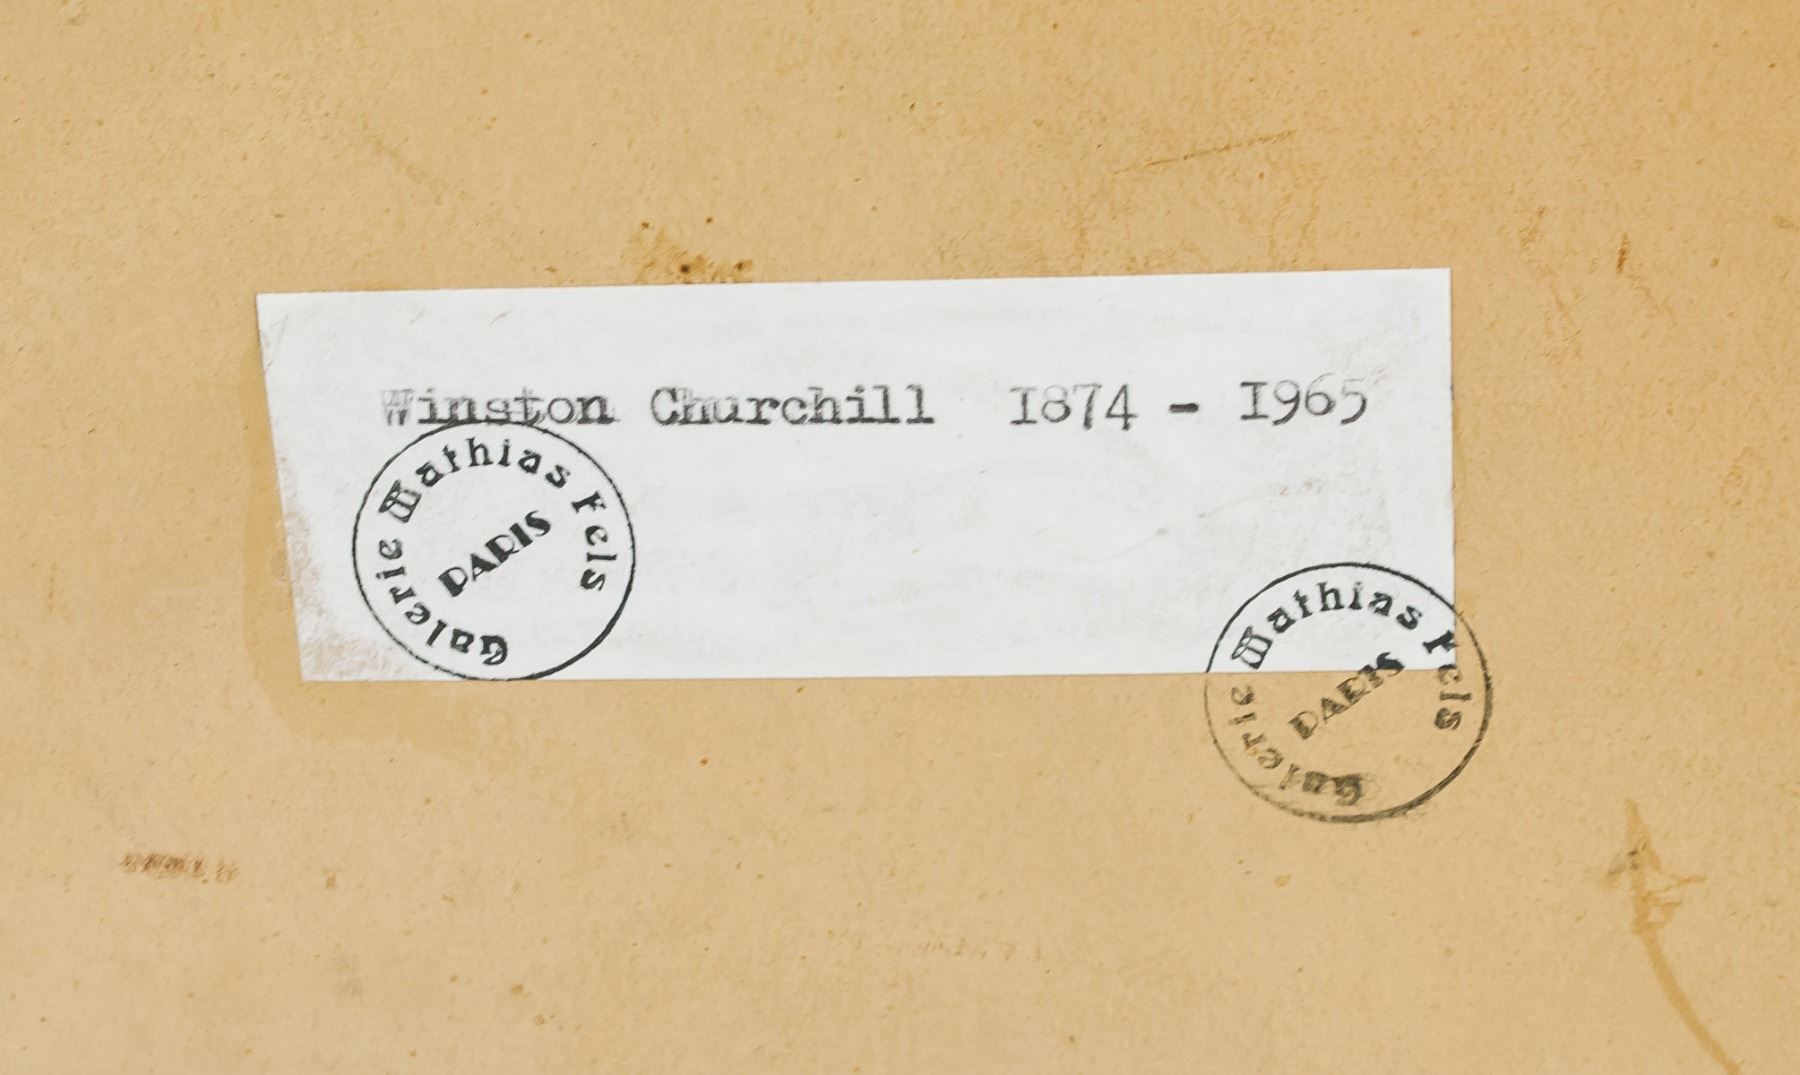 Winston Churchill 1874 - 1965
Galerie Mathias Fels
PARIS
Galerie Mathias Fels
PARIS